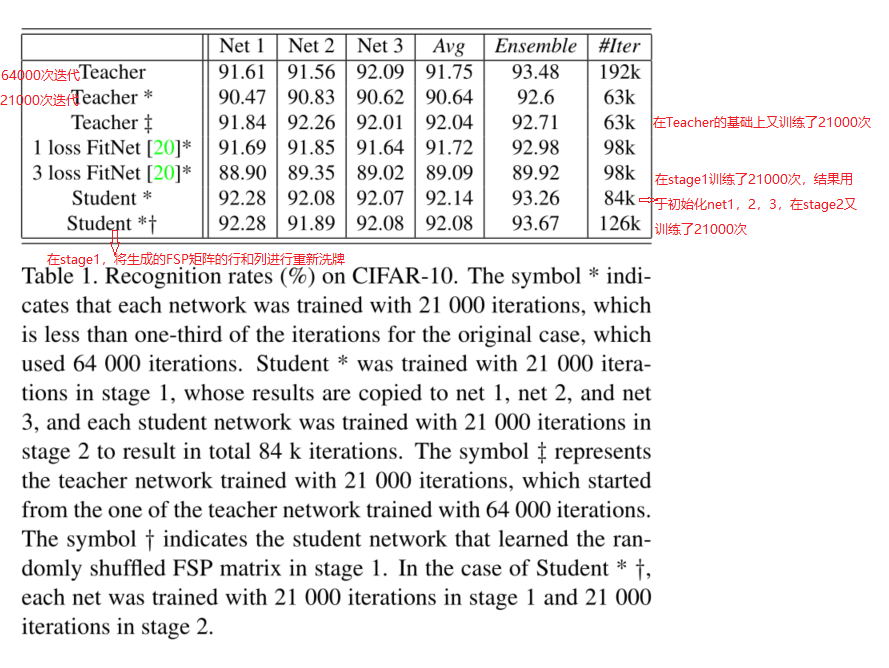 Net 1 Net 2 Net 3 Avg Ensemble #Iter
64000次迭代 Teacher 91.61 91.56 92.09 91.75 93.48 192k
21000次迭代 Teacher * 90.47 90.83 90.62 90.64 92.6 63k
Teacher ‡ 91.84 92.26 92.01 92.04 92.71 63k 在Teacher的基础上又训练了21000次
1 loss FitNet [20]* 91.69 91.85 91.64 91.72 92.98 98k
3 loss FitNet [20]* 88.90 89.35 89.02 89.09 89.92 98k
Student * 92.28 92.08 92.07 92.14 93.26 84k
Student *† 92.28 91.89 92.08 92.08 93.67 126k
在stage1训练了21000次，结果用
于初始化net1，2，3，在stage2又
训练了21000次
在stage1，将生成的FSP矩阵的行和列进行重新洗牌
Table 1. Recognition rates (%) on CIFAR-10. The symbol * indi-
cates that each network was trained with 21 000 iterations, which
is less than one-third of the iterations for the original case, which
used 64 000 iterations. Student * was trained with 21 000 itera-
tions in stage 1, whose results are copied to net 1, net 2, and net
3, and each student network was trained with 21 000 iterations in
stage 2 to result in total 84 k iterations. The symbol ‡ represents
the teacher network trained with 21 000 iterations, which started
from the one of the teacher network trained with 64 000 iterations.
The symbol † indicates the student network that learned the ran-
domly shuffled FSP matrix in stage 1. In the case of Student * †,
each net was trained with 21 000 iterations in stage 1 and 21 000
iterations in stage 2.